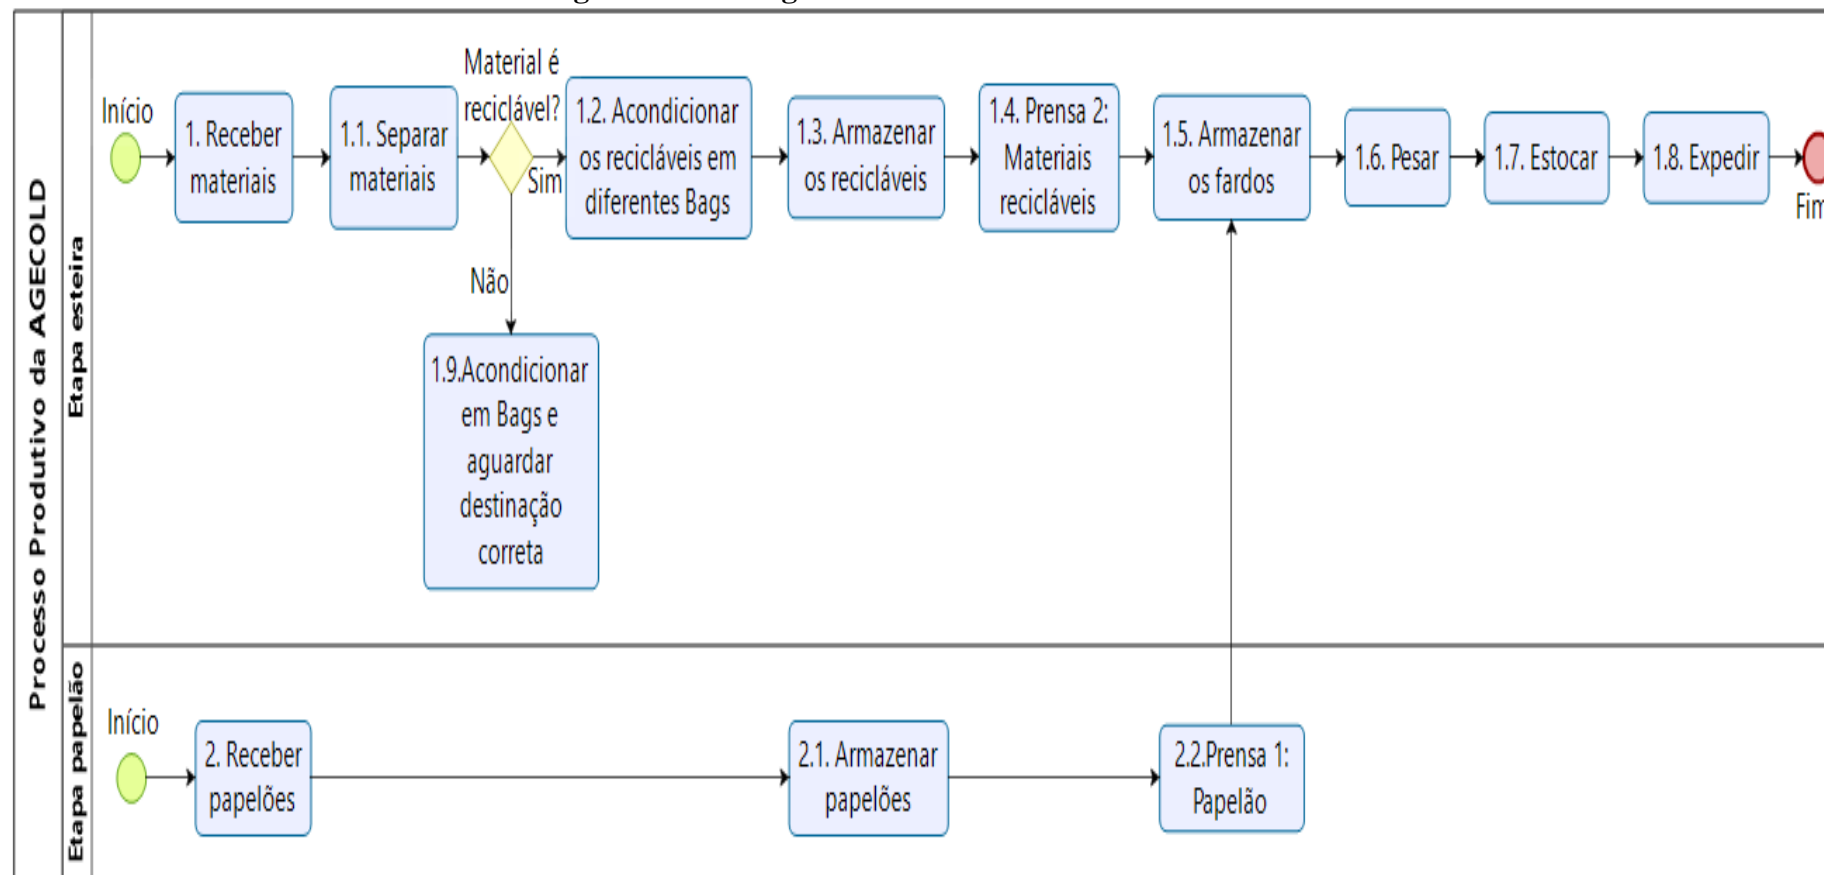 Processo Produtivo da AGECOLD
Etapa esteira
Início
1. Receber
materiais
1.1. Separar
materiais
Material é
reciclável?
Sim
Não
1.2. Acondicionar
os recicláveis em
diferentes Bags
1.3. Armazenar
os recicláveis
1.4. Prensa 2:
Materiais
recicláveis
1.5. Armazenar
os fardos
1.6. Pesar
1.7. Estocar
1.8. Expedir
Fim
1.9.Acondicionar
em Bags e
aguardar
destinação
correta
Etapa papelão
Início
2. Receber
papelões
2.1. Armazenar
papelões
2.2.Prensa 1:
Papelão